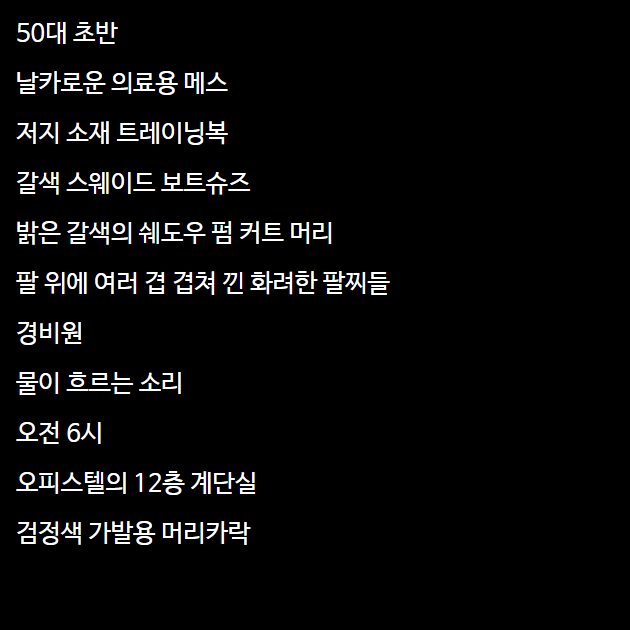 50대 초반
날카로운 의료용 메스
저지 소재 트레이닝복
갈색 스웨이드 보트슈즈
밝은 갈색의 쉐도우 펌 커트 머리
팔 위에 여러 겹 겹쳐 낀 화려한 팔찌들
경비원
물이 흐르는 소리
오전 6시
오피스텔의 12층 계단실
검정색 가발용 머리카락